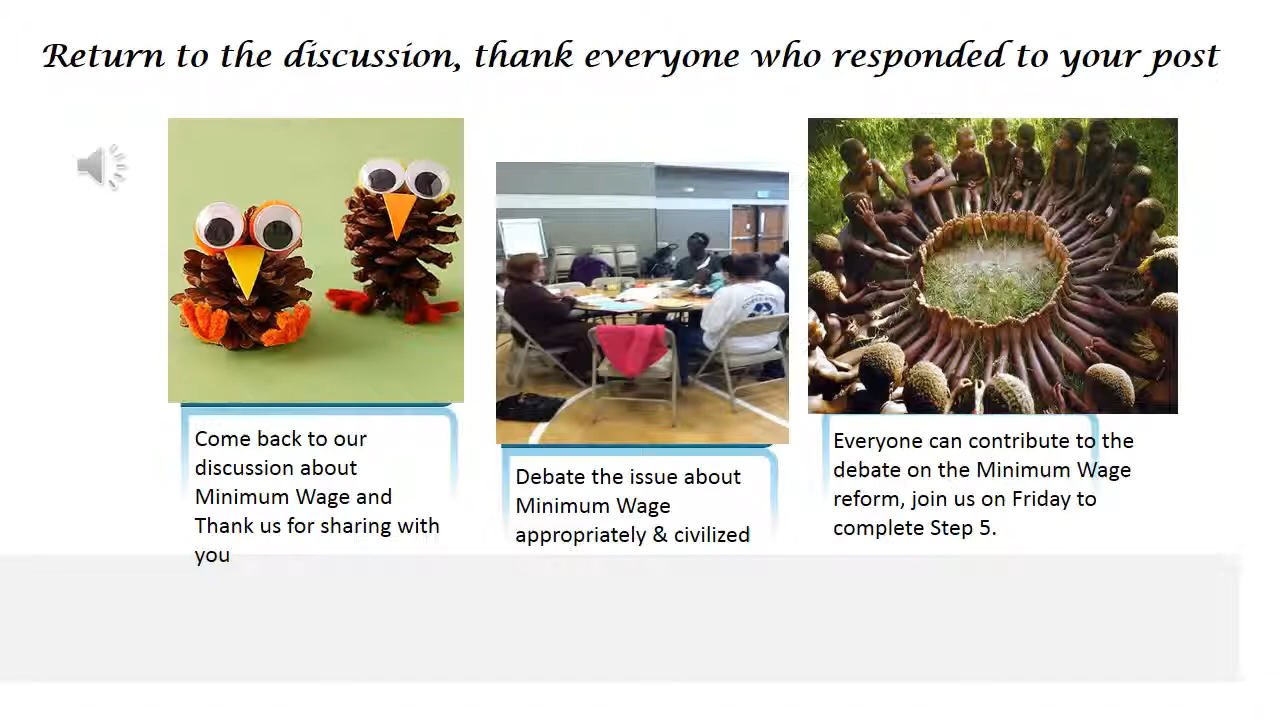 Return to the discussion, thank everyone who responded to your post
Come back to our
discussion about
Minimum Wage and
Thank us for sharing with
you
Debate the issue about
Minimum Wage
appropriately & civilized
Everyone can contribute to the
debate on the Minimum Wage
reform, join us on Friday to
complete Step 5.